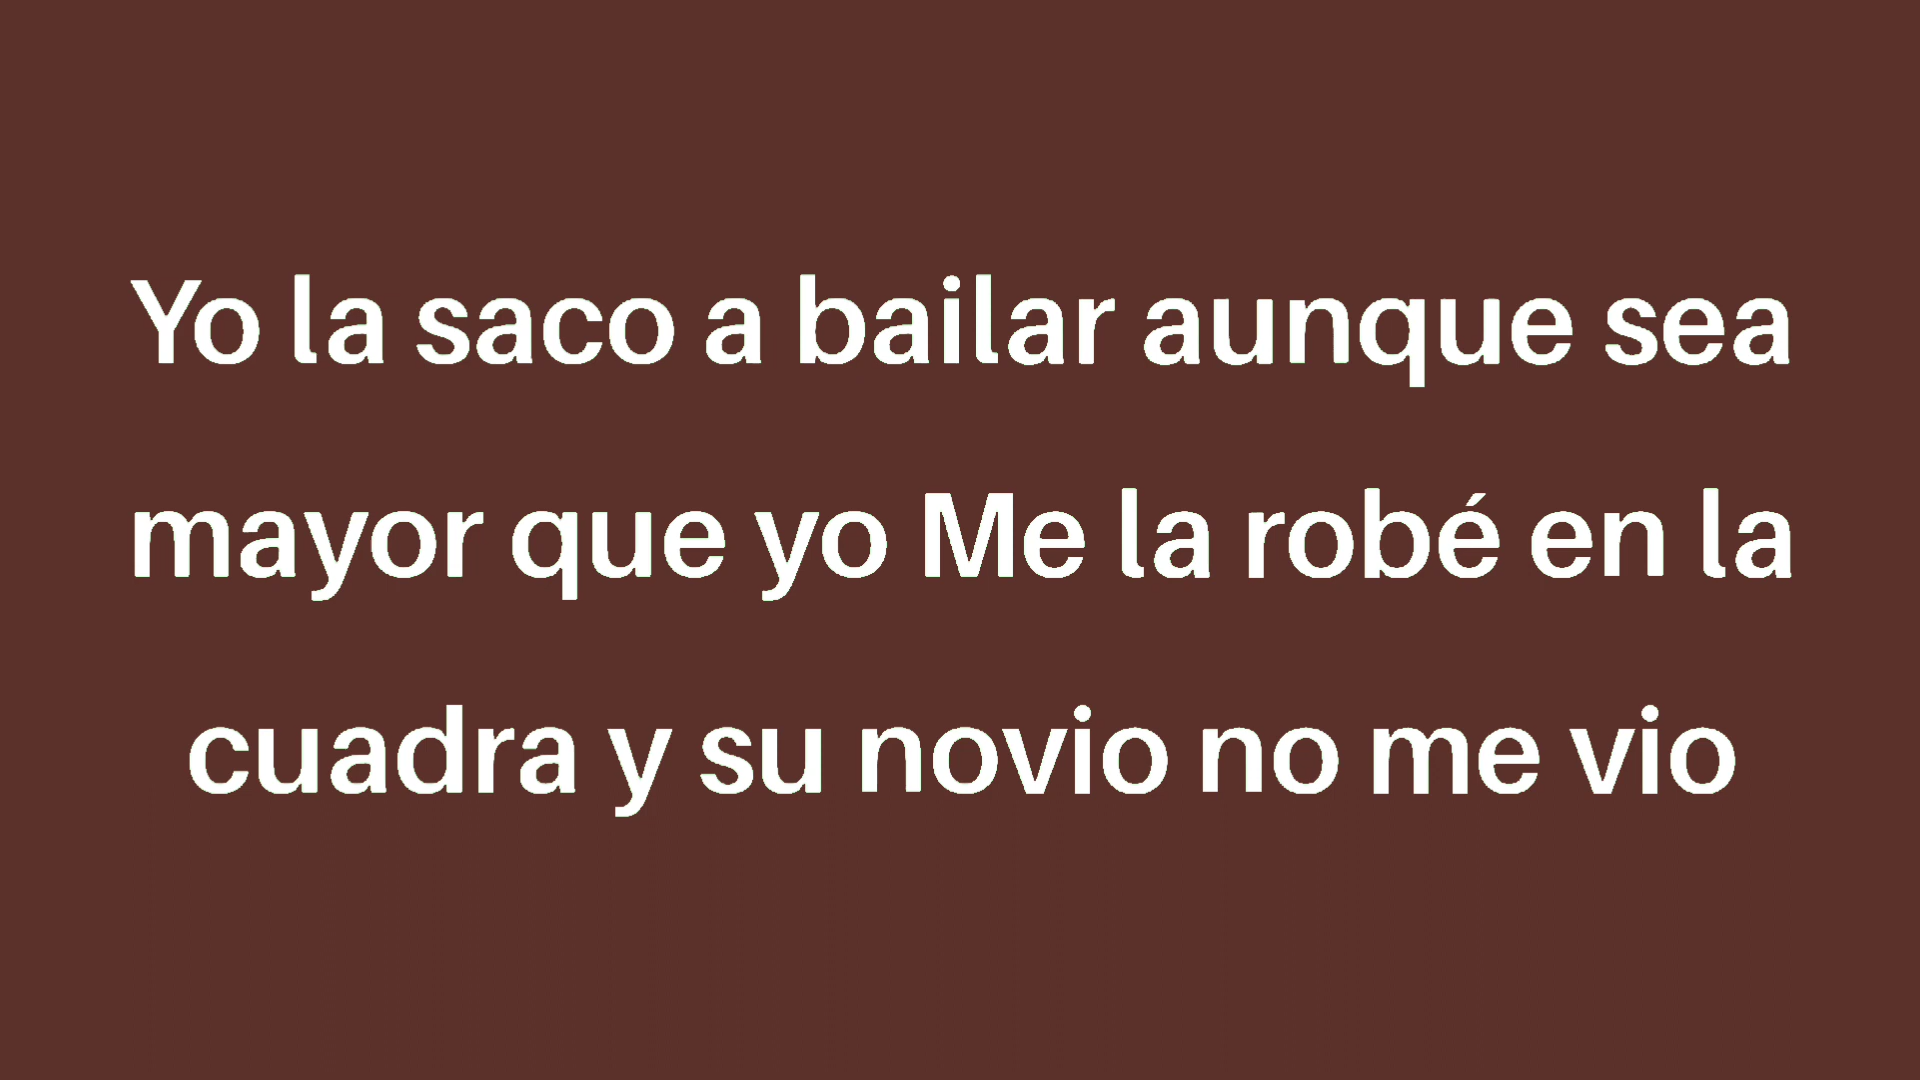 Yo la saco a bailar aunque sea
mayor que yo Me la robé en la
cuadra y su novio no me vio